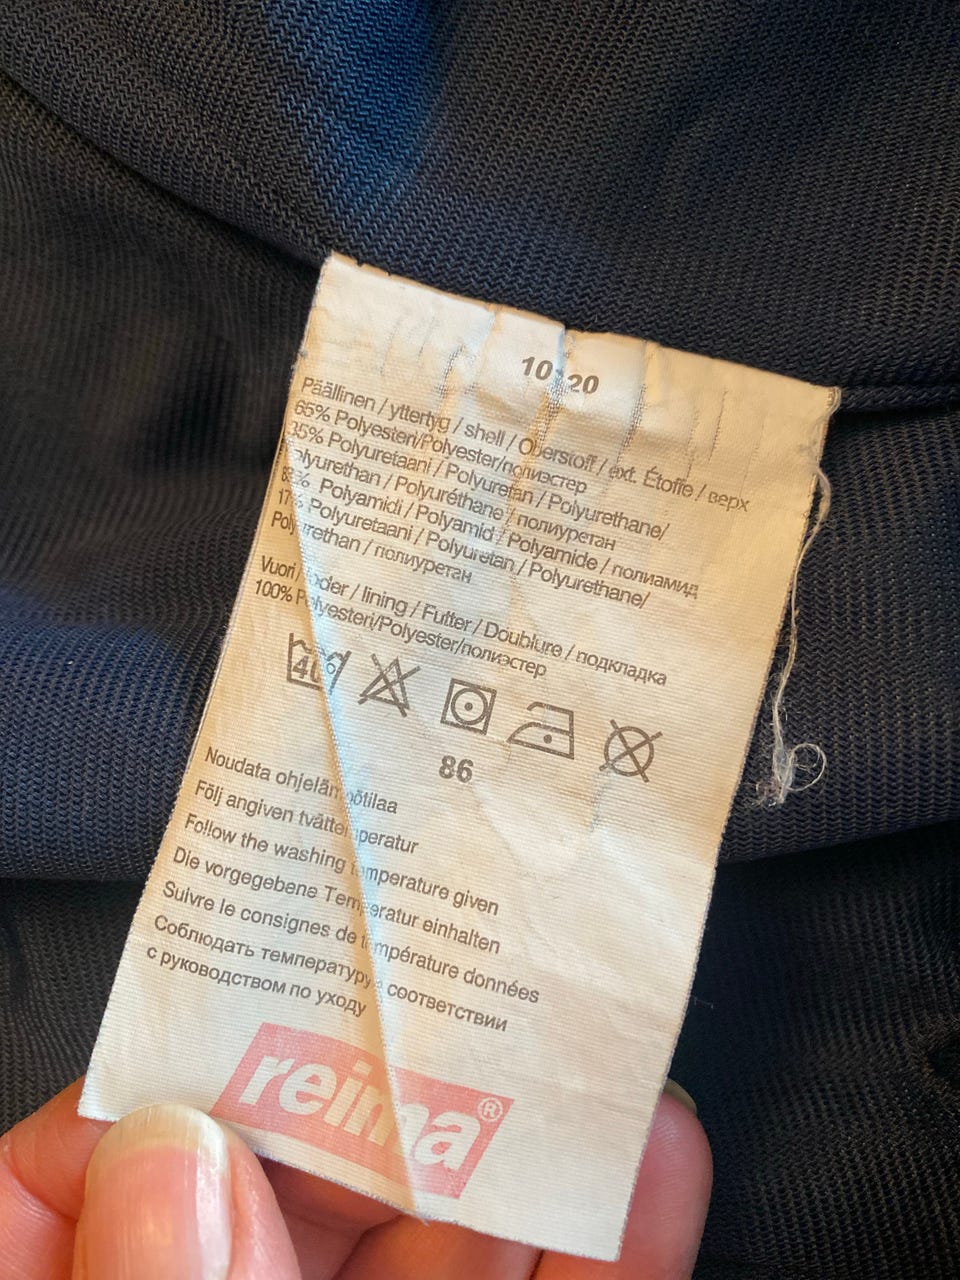 Päällinen / yttertyg / shell / Oberstoff / ext. Étoffe / верх
65% Polyesteri/Polyester/полиэстер
35% Polyuretaani / Polyuretan / Polyurethane/
Polyurethan / Polyuréthane / полиуретан
Polyamidi / Polyamid / Polyamide / полиамид
17% Polyuretaani / Polyuretan / Polyurethane/
Polyurethan / полиуретан
Vuori / foder / lining / Futter / Doublure / подкладка
100% Polyesteri/Polyester/полиэстер
40
86
Noudata ohjelämpötilaa
Följ angiven tvättemperatur
Follow the washing temperature given
Die vorgegebene Temperatur einhalten
Suivre le consignes de température données
Соблюдать температуру в соответствии
с руководством по уходу
reima®